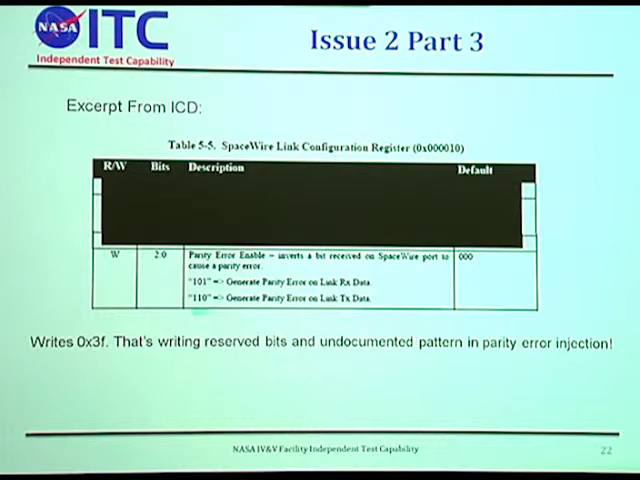 NASA ITC
Independent Test Capability
Issue 2 Part 3
Excerpt From ICD:
Table 5-5. SpaceWire Link Configuration Register (0x000010)
R/W Bits Description Default
W 2:0 Parity Error Enable – inverts a bit received on SpaceWire port to 000
cause a parity error.
"101" => Generate Parity Error on Link Rx Data.
"110" => Generate Parity Error on Link Tx Data.
Writes 0x3f. That's writing reserved bits and undocumented pattern in parity error injection!
NASA IV&V Facility Independent Test Capability
22